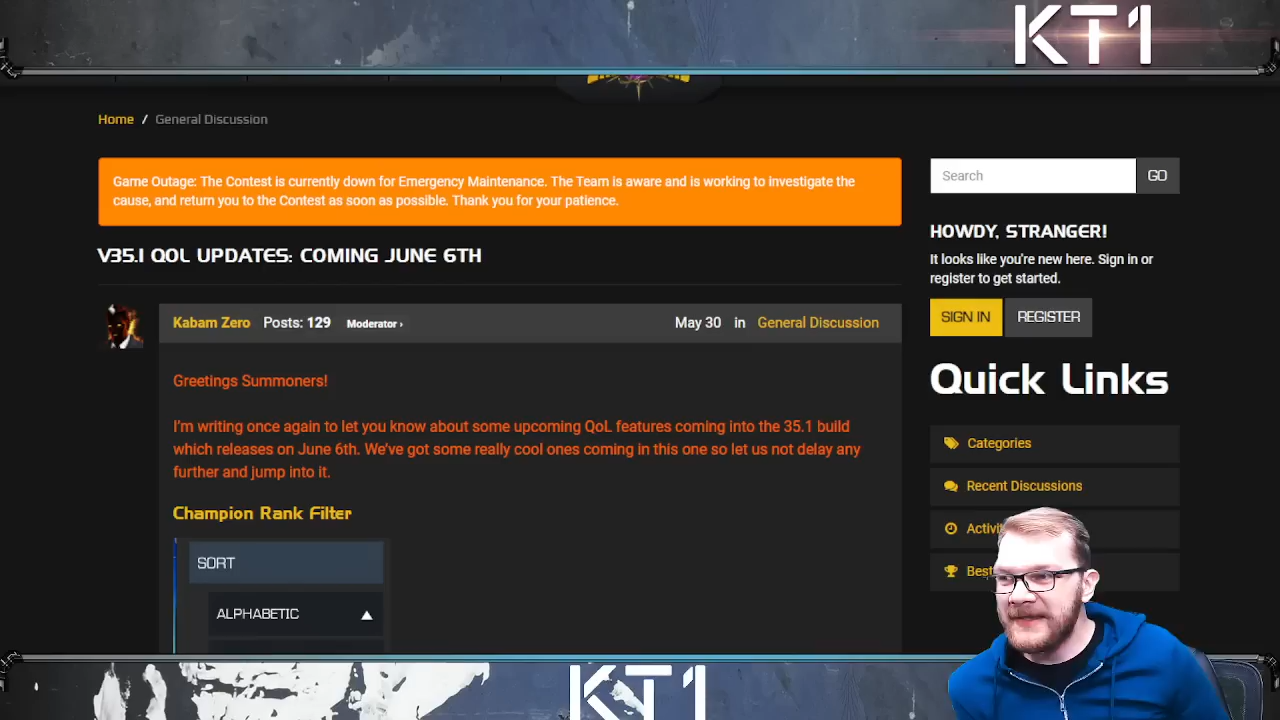 KT1
Home / General Discussion
Game Outage: The Contest is currently down for Emergency Maintenance. The Team is aware and is working to investigate the
cause, and return you to the Contest as soon as possible. Thank you for your patience.
Search
GO
V35.1 QOL UPDATES: COMING JUNE 6TH
HOWDY, STRANGER!
It looks like you're new here. Sign in or
register to get started.
SIGN IN
REGISTER
Kabam Zero Posts: 129 Moderator ›
May 30 in General Discussion
Greetings Summoners!
I'm writing once again to let you know about some upcoming QoL features coming into the 35.1 build
which releases on June 6th. We've got some really cool ones coming in this one so let us not delay any
further and jump into it.
Champion Rank Filter
SORT
ALPHABETIC
Quick Links
Categories
Recent Discussions
Activi
Best
KT1